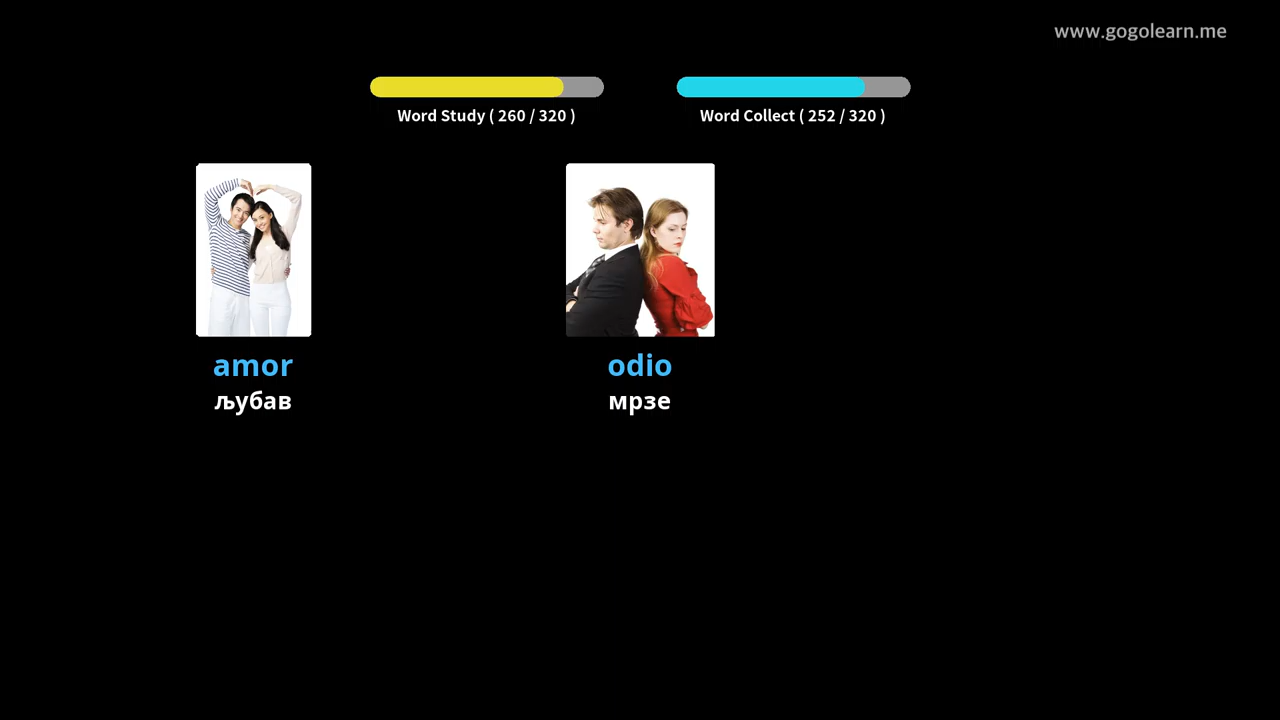 www.gogolearn.me
Word Study ( 260 / 320 )
Word Collect ( 252 / 320 )
amor
љубав
odio
мрзе